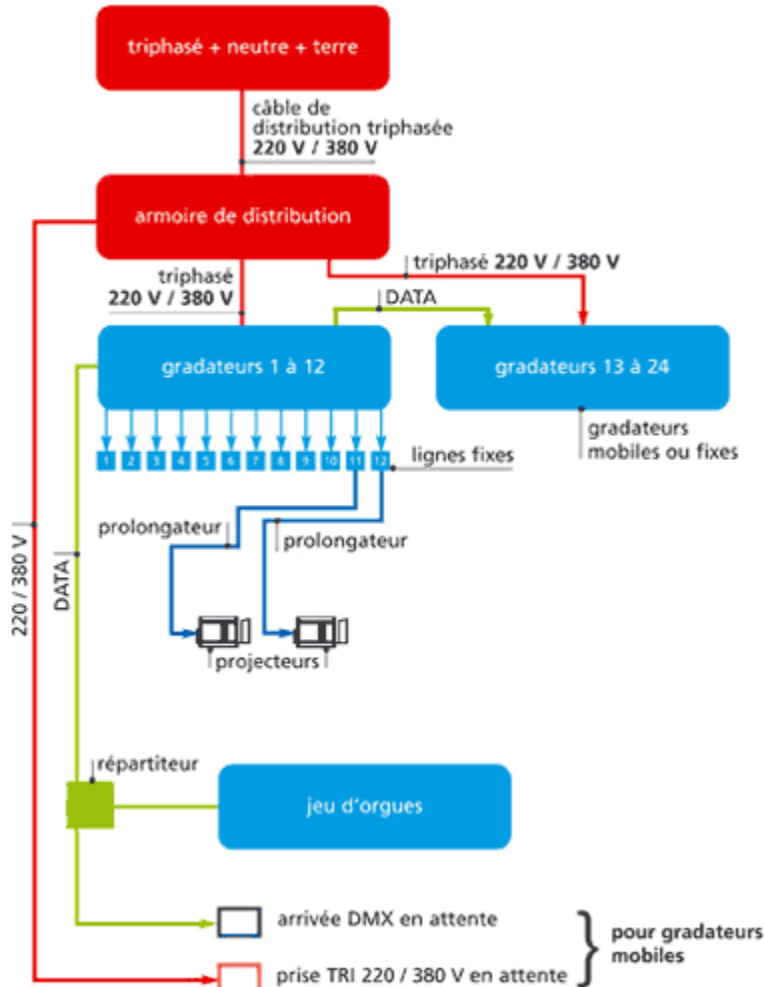 triphasé + neutre + terre
câble de
distribution triphasée
220 V / 380 V
armoire de distribution
triphasé
220 V / 380 V
triphasé 220 V / 380 V
DATA
gradateurs 1 à 12
gradateurs 13 à 24
gradateurs
mobiles ou fixes
1 2 3 4 5 6 7 8 9 10 11 12
lignes fixes
prolongateur
prolongateur
220 / 380 V
DATA
projecteurs
répartiteur
jeu d'orgues
arrivée DMX en attente
prise TRI 220 / 380 V en attente
pour gradateurs
mobiles